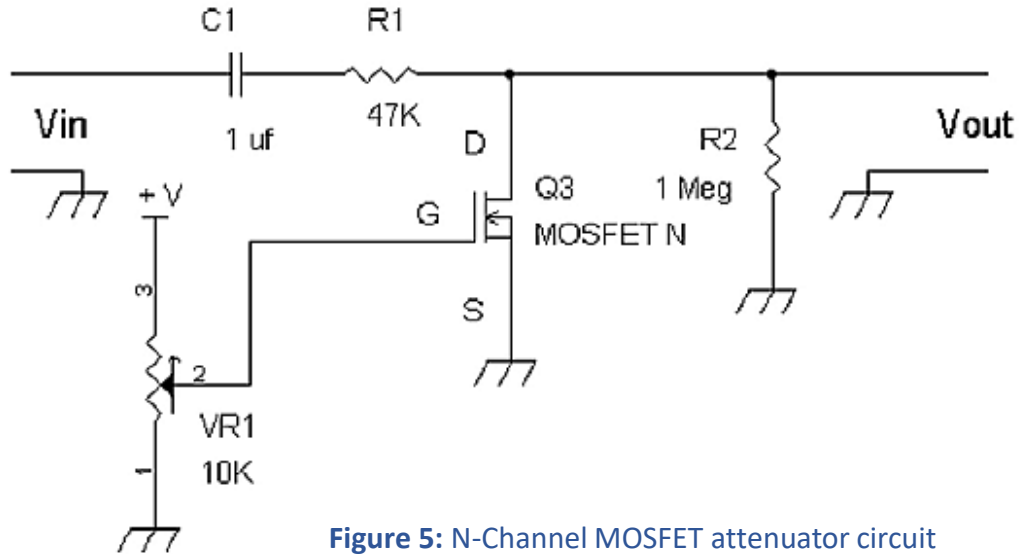 C1
R1
47K
1 uf
Vin
Vout
D
R2
1 Meg
+ V
G
Q3
MOSFET N
3
S
2
VR1
10K
1
Figure 5: N-Channel MOSFET attenuator circuit